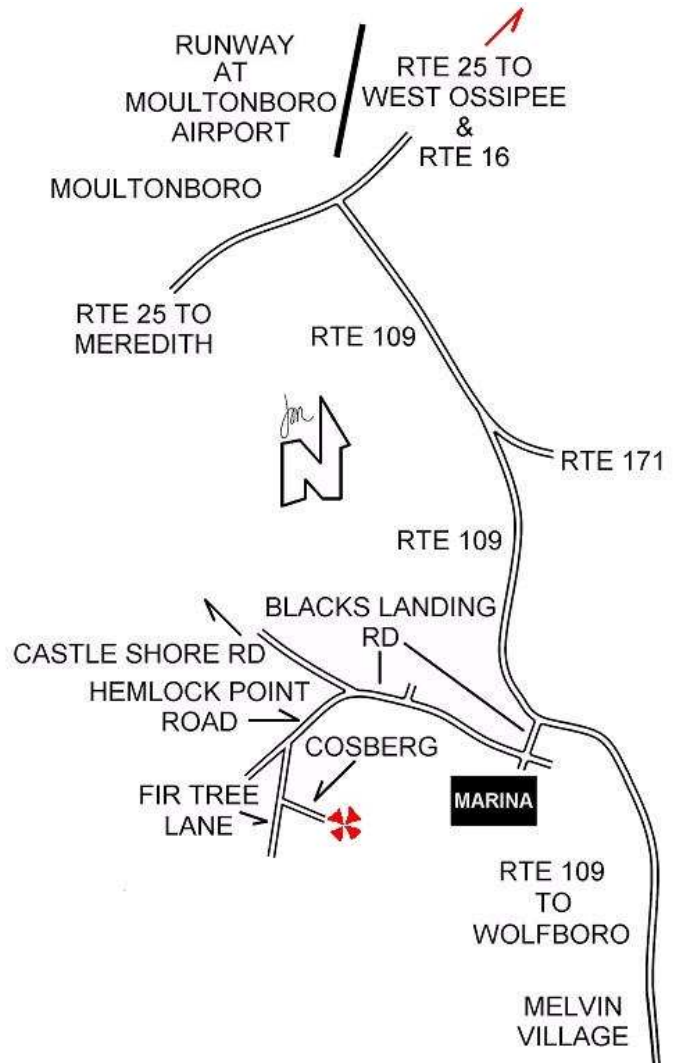 RUNWAY
AT
MOULTONBORO
AIRPORT
RTE 25 TO
WEST OSSIPEE
&
RTE 16
MOULTONBORO
RTE 25 TO
MEREDITH
RTE 109
N
RTE 171
RTE 109
BLACKS LANDING
RD
CASTLE SHORE RD
HEMLOCK POINT
ROAD
COSBERG
FIR TREE
LANE
MARINA
RTE 109
TO
WOLFBORO
MELVIN
VILLAGE